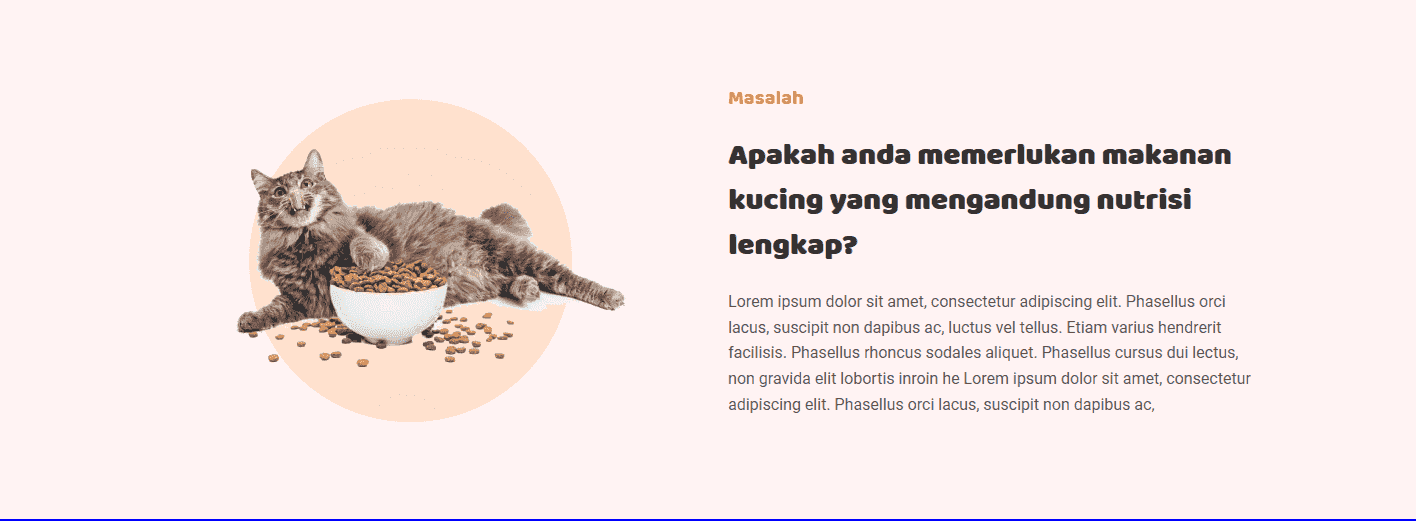 Masalah
Apakah anda memerlukan makanan
kucing yang mengandung nutrisi
lengkap?
Lorem ipsum dolor sit amet, consectetur adipiscing elit. Phasellus orci
lacus, suscipit non dapibus ac, luctus vel tellus. Etiam varius hendrerit
facilisis. Phasellus rhoncus sodales aliquet. Phasellus cursus dui lectus,
non gravida elit lobortis inroin he Lorem ipsum dolor sit amet, consectetur
adipiscing elit. Phasellus orci lacus, suscipit non dapibus ac,